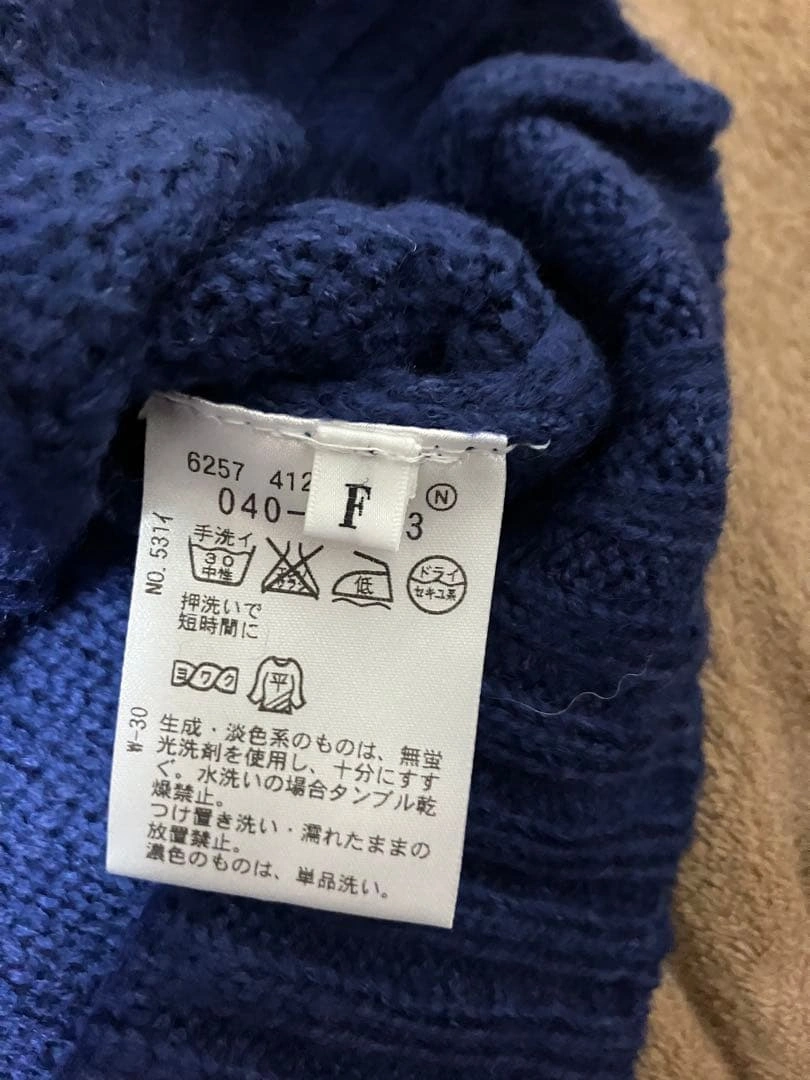 6257 412
040- 3
F
N
NO. 531イ
手洗イ
30
中性
低
ドライ
セキユ系
押洗いで
短時間に
ヨワク
平
W-30
生成・淡色系のものは、無蛍
光洗剤を使用し、十分にすす
ぐ。水洗いの場合タンブル乾
燥禁止。
つけ置き洗い・濡れたままの
放置禁止。
濃色のものは、単品洗い。